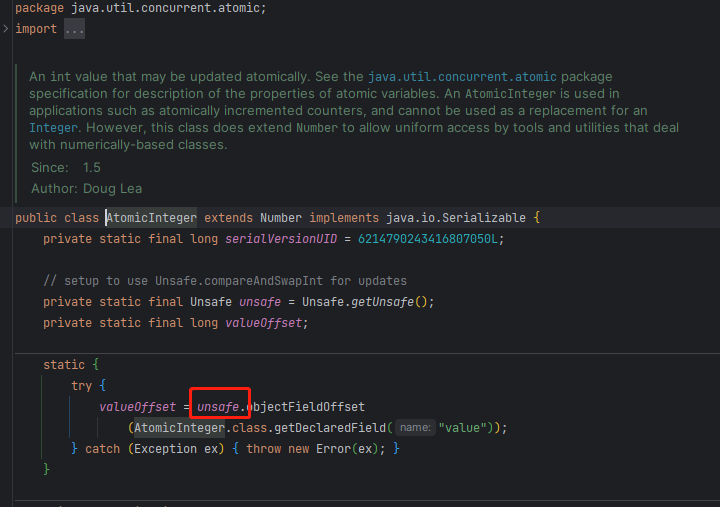 package java.util.concurrent.atomic;
import ...
An int value that may be updated atomically. See the java.util.concurrent.atomic package
specification for description of the properties of atomic variables. An AtomicInteger is used in
applications such as atomically incremented counters, and cannot be used as a replacement for an
Integer. However, this class does extend Number to allow uniform access by tools and utilities that deal
with numerically-based classes.
Since: 1.5
Author: Doug Lea
public class AtomicInteger extends Number implements java.io.Serializable {
private static final long serialVersionUID = 6214790243416807050L;
// setup to use Unsafe.compareAndSwapInt for updates
private static final Unsafe unsafe = Unsafe.getUnsafe();
private static final long valueOffset;
static {
try {
valueOffset = unsafe.objectFieldOffset
(AtomicInteger.class.getDeclaredField( name: "value"));
} catch (Exception ex) { throw new Error(ex); }
}